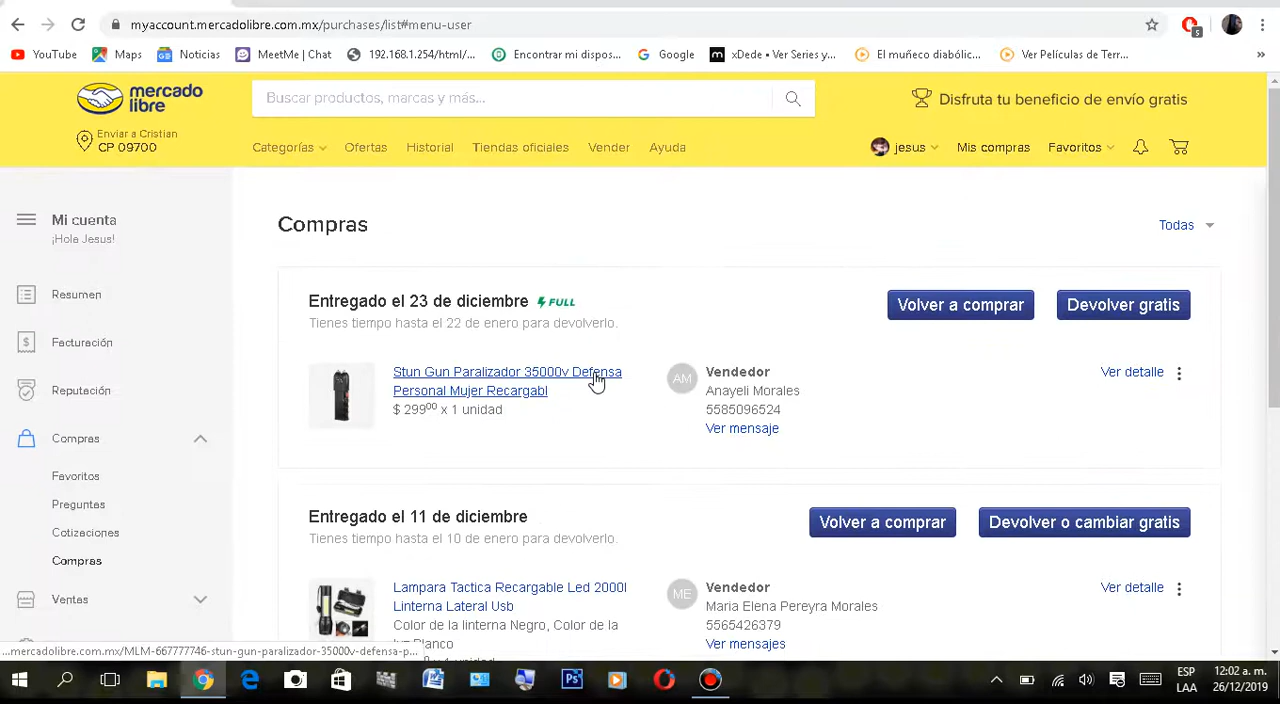 myaccount.mercadolibre.com.mx/purchases/list#menu-user
YouTube
Maps
Noticias
MeetMe | Chat
192.168.1.254/html/...
Encontrar mi dispos...
Google
xDede • Ver Series y...
El muñeco diabólic...
Ver Películas de Terr...
»
mercado
libre
Buscar productos, marcas y más...
Disfruta tu beneficio de envío gratis
Enviar a Cristian
CP 09700
Categorías
Ofertas
Historial
Tiendas oficiales
Vender
Ayuda
jesus
Mis compras
Favoritos
Mi cuenta
¡Hola Jesus!
Resumen
Facturación
Reputación
Compras
Favoritos
Preguntas
Cotizaciones
Compras
Ventas
Compras
Todas
Entregado el 23 de diciembre FULL
Tienes tiempo hasta el 22 de enero para devolverlo.
Volver a comprar
Devolver gratis
Stun Gun Paralizador 35000v Defensa
Personal Mujer Recargabl
$ 299⁰⁰ x 1 unidad
AM
Vendedor
Anayeli Morales
5585096524
Ver mensaje
Ver detalle
Entregado el 11 de diciembre
Tienes tiempo hasta el 10 de enero para devolverlo.
Volver a comprar
Devolver o cambiar gratis
Lampara Tactica Recargable Led 2000l
Linterna Lateral Usb
Color de la linterna Negro, Color de la
luz Blanco
ME
Vendedor
Maria Elena Pereyra Morales
5565426379
Ver mensajes
Ver detalle
...mercadolibre.com.mx/MLM-667777746-stun-gun-paralizador-35000v-defensa-p...
ESP
LAA
12:02 a. m.
26/12/2019